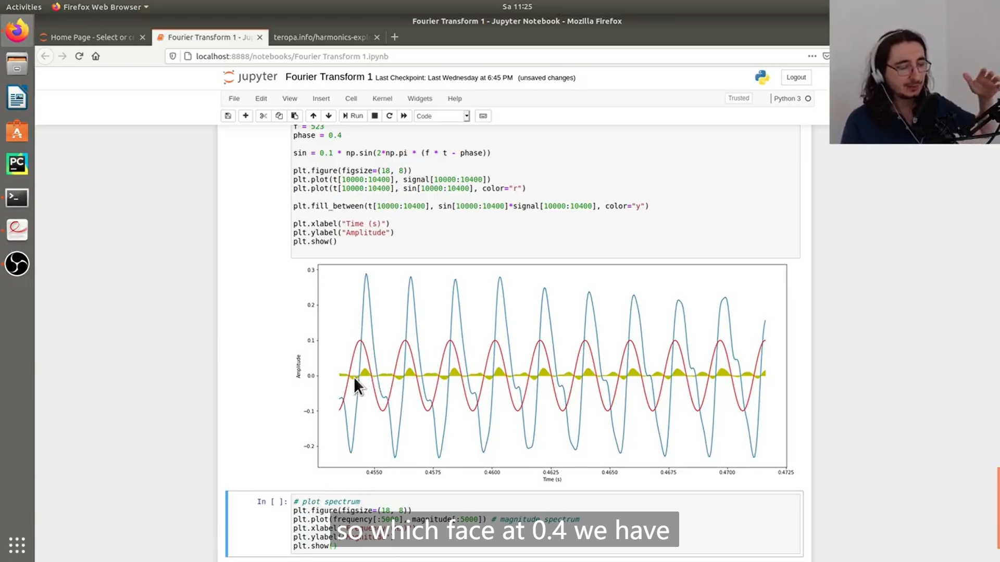 Activities
Firefox Web Browser
Sa 11:25
Fourier Transform 1 - Jupyter Notebook - Mozilla Firefox
Home Page - Select or c
Fourier Transform 1 - Ju
teropa.info/harmonics-exp
localhost:8888/notebooks/Fourier Transform 1.ipynb
jupyter
Fourier Transform 1
Last Checkpoint: Last Wednesday at 6:45 PM (unsaved changes)
Logout
File Edit View Insert Cell Kernel Widgets Help
Trusted
Python 3
Run
Code
PC
f = 523
phase = 0.4
sin = 0.1 * np.sin(2*np.pi * (f * t - phase))
plt.figure(figsize=(18, 8))
plt.plot(t[10000:10400], signal[10000:10400])
plt.plot(t[10000:10400], sin[10000:10400], color="r")
plt.fill_between(t[10000:10400], sin[10000:10400]*signal[10000:10400], color="y")
plt.xlabel("Time (s)")
plt.ylabel("Amplitude")
plt.show()
0.3
0.2
0.1
0.0
−0.1
−0.2
Amplitude
0.4550 0.4575 0.4600 0.4625 0.4650 0.4675 0.4700 0.4725
Time (s)
In [ ]:
# plot spectrum
plt.figure(figsize=(18, 8))
plt.plot(frequency[:5000], magnitude[:5000]) # magnitude spectrum
plt.xlabel
plt.ylabel
plt.show()
so which face at 0.4 we have